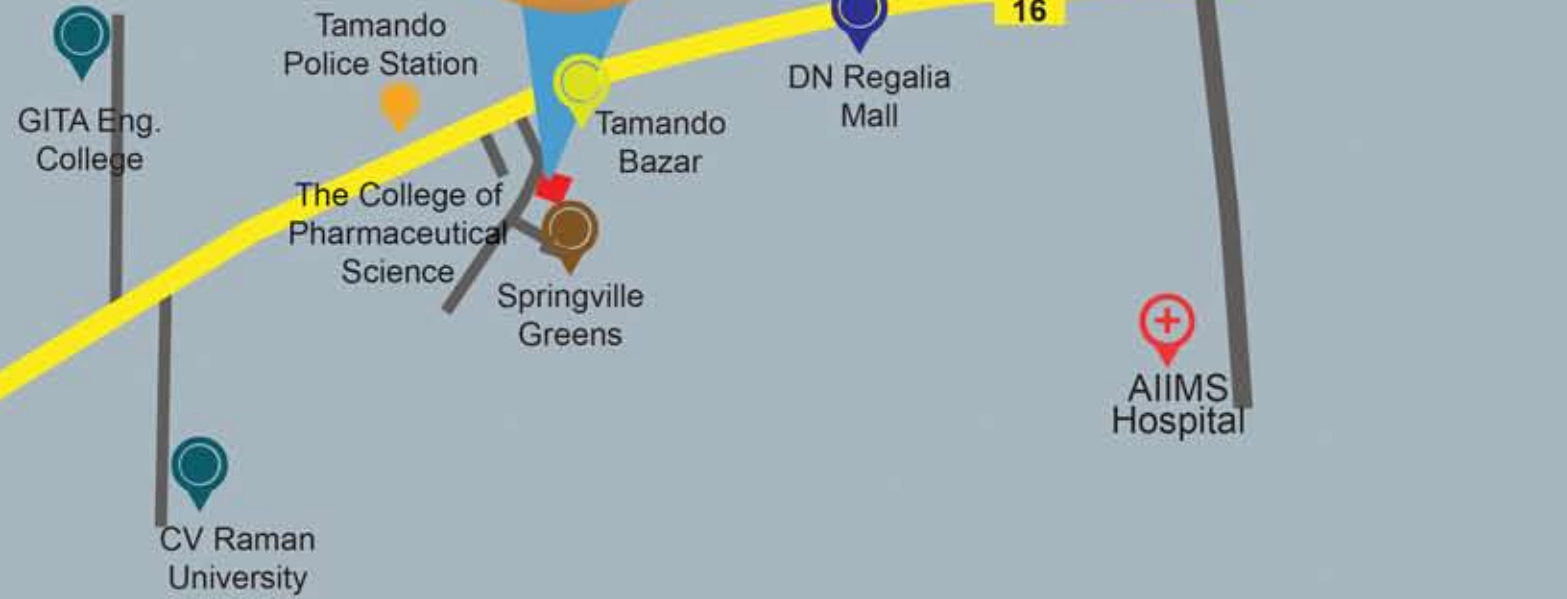 16
Tamando
Police Station
DN Regalia
Mall
GITA Eng.
College
Tamando
Bazar
The College of
Pharmaceutical
Science
Springville
Greens
AIIMS
Hospital
CV Raman
University